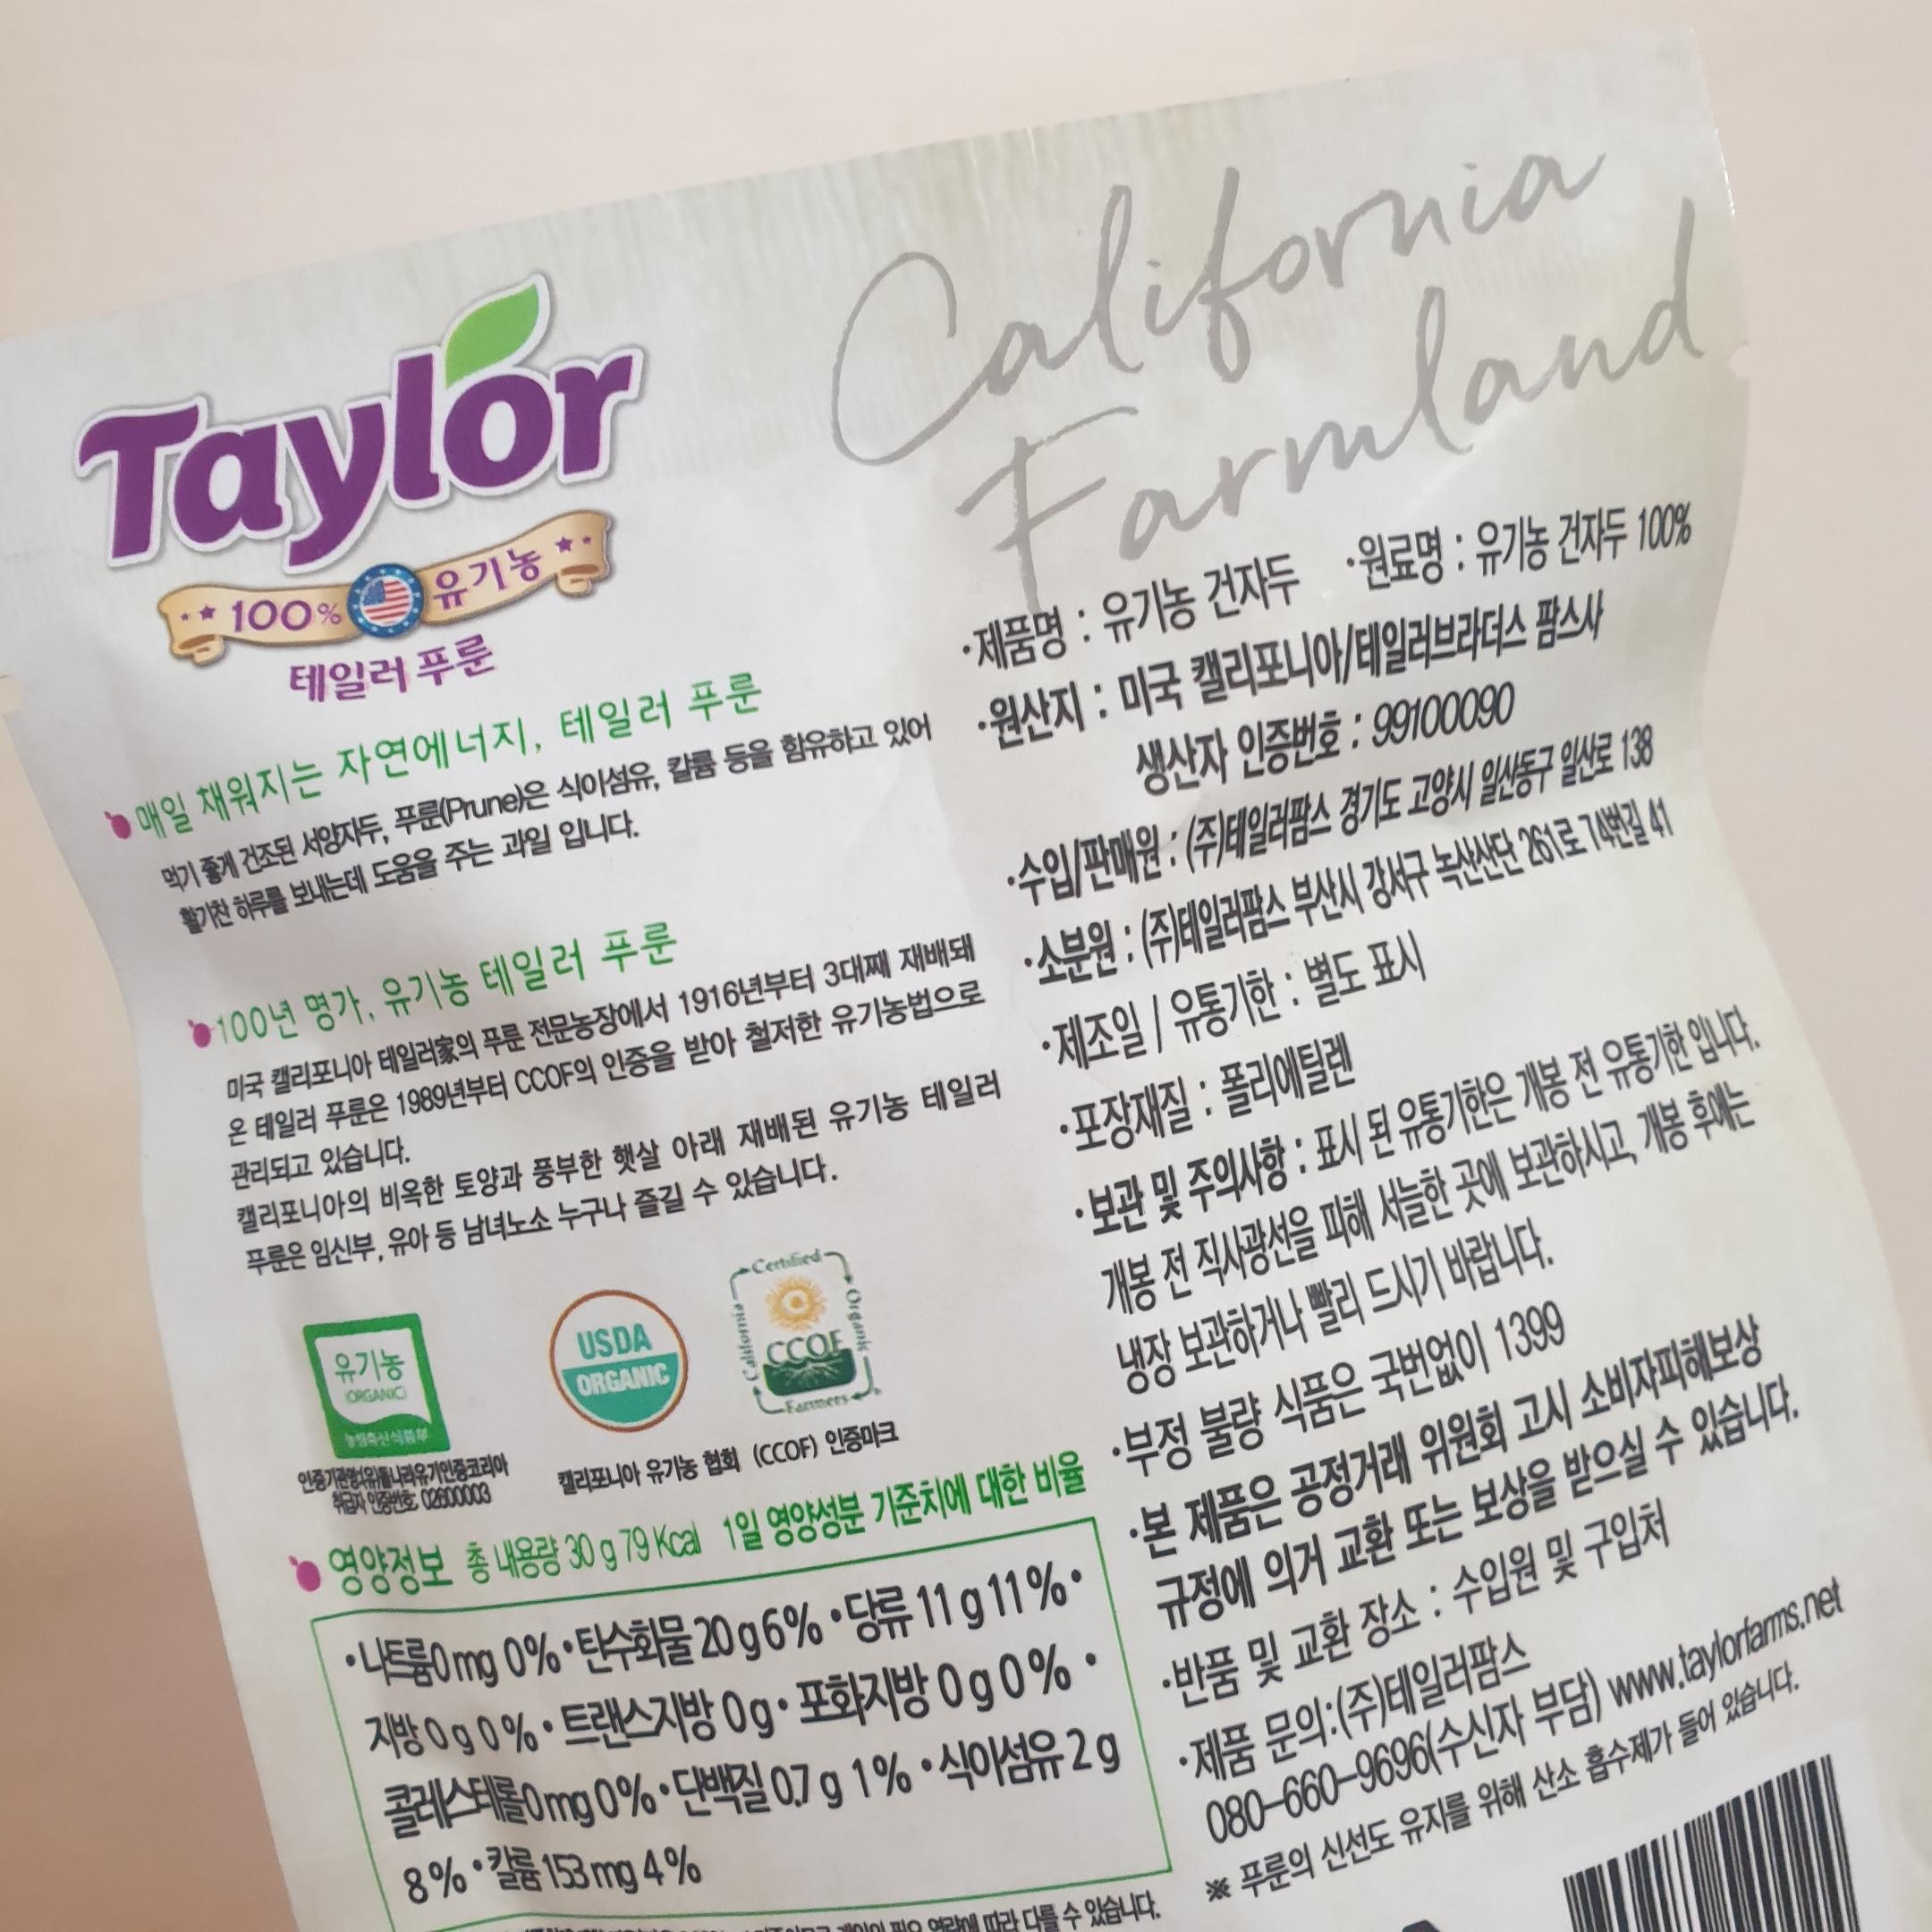 California
Farmland
Taylor
100% 유기농
테일러 푸룬
매일 채워지는 자연에너지, 테일러 푸룬
먹기 좋게 건조된 서양자두, 푸룬(Prune)은 식이섬유, 칼륨 등을 함유하고 있어
활기찬 하루를 보내는데 도움을 주는 과일 입니다.
100년 명가, 유기농 테일러 푸룬
미국 캘리포니아 테일러家의 푸룬 전문농장에서 1916년부터 3대째 재배돼
온 테일러 푸룬은 1989년부터 CCOF의 인증을 받아 철저한 유기농법으로
관리되고 있습니다.
캘리포니아의 비옥한 토양과 풍부한 햇살 아래 재배된 유기농 테일러
푸룬은 임신부, 유아 등 남녀노소 누구나 즐길 수 있습니다.
유기농
(ORGANIC)
농림축산식품부
취급자 인증번호: 02600003
USDA
ORGANIC
Certified
Organic
Farmers
California
CCOF
캘리포니아 유기농 협회 (CCOF) 인증마크
영양정보 총 내용량 30 g 79 Kcal 1일 영양성분 기준치에 대한 비율
·나트륨 0 mg 0% · 탄수화물 20 g 6% · 당류 11 g 11% ·
지방 0 g 0% · 트랜스지방 0 g · 포화지방 0 g 0% ·
콜레스테롤 0 mg 0% · 단백질 0.7 g 1% · 식이섬유 2 g
8% · 칼륨 153 mg 4%
필요 열량에 따라 다를 수 있습니다.
·제품명 : 유기농 건자두 ·원료명 : 유기농 건자두 100%
·원산지 : 미국 캘리포니아/테일러브라더스 팜스사
생산자 인증번호 : 99100090
·수입/판매원 : (주)테일러팜스 경기도 고양시 일산동구 일산로 138
·소분원 : (주)테일러팜스 부산시 강서구 녹산산단 261로 74번길 41
·제조일 / 유통기한 : 별도 표시
·포장재질 : 폴리에틸렌
·보관 및 주의사항 : 표시 된 유통기한은 개봉 전 유통기한 입니다.
개봉 전 직사광선을 피해 서늘한 곳에 보관하시고, 개봉 후에는
냉장 보관하거나 빨리 드시기 바랍니다.
·부정 불량 식품은 국번없이 1399
·본 제품은 공정거래 위원회 고시 소비자피해보상
규정에 의거 교환 또는 보상을 받으실 수 있습니다.
·반품 및 교환 장소 : 수입원 및 구입처
·제품 문의:(주)테일러팜스
080-660-9696(수신자 부담) www.taylorfarms.net
※ 푸룬의 신선도 유지를 위해 산소 흡수제가 들어 있습니다.